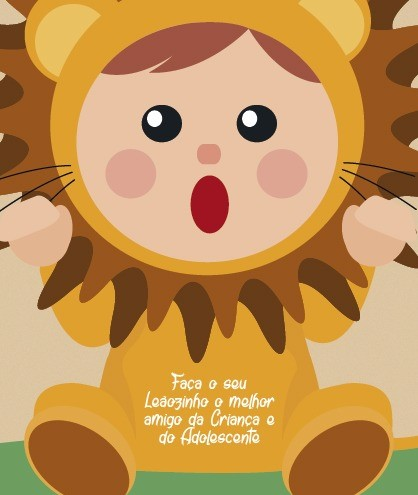 Faça o seu
Leãozinho o melhor
amigo da Criança e
do Adolescente